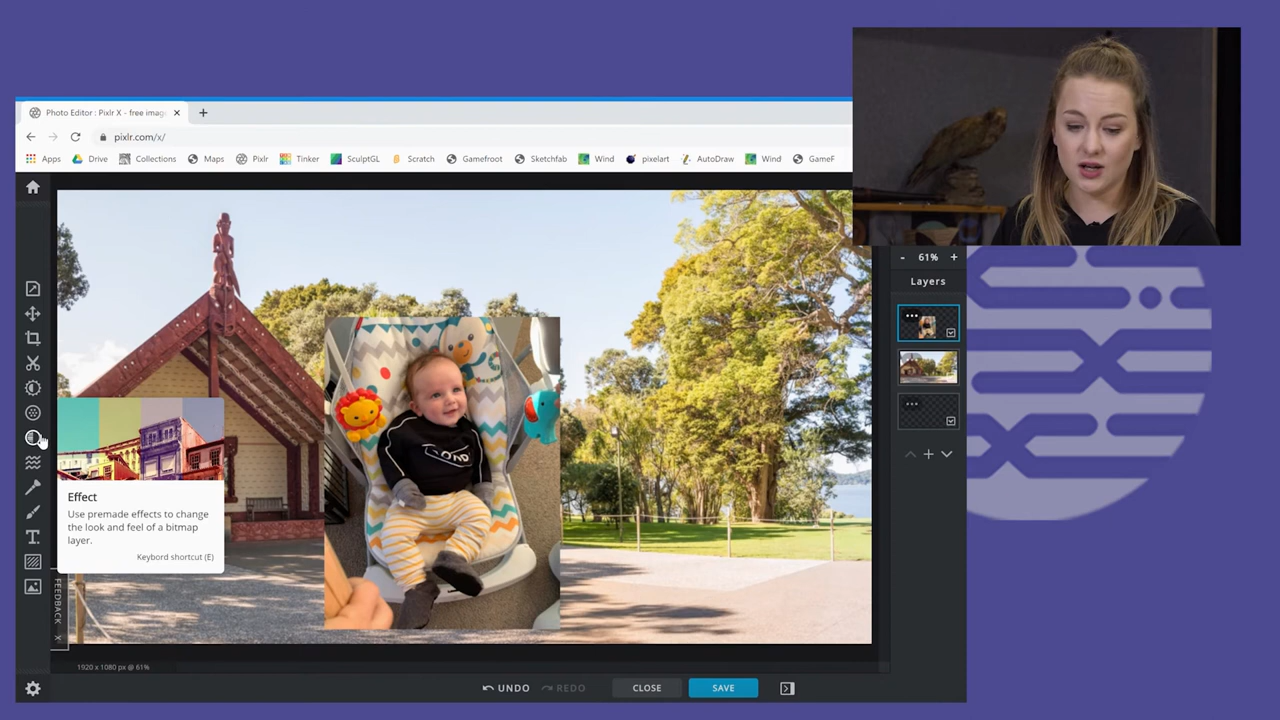 Photo Editor : Pixlr X - free imag
pixlr.com/x/
Apps Drive Collections Maps Pixlr Tinker SculptGL Scratch Gamefroot Sketchfab Wind pixelart AutoDraw Wind GameF
- 61% +
Layers
Effect
Use premade effects to change
the look and feel of a bitmap
layer.
Keybord shortcut (E)
FEEDBACK X
1920 x 1080 px @ 61%
UNDO REDO CLOSE SAVE